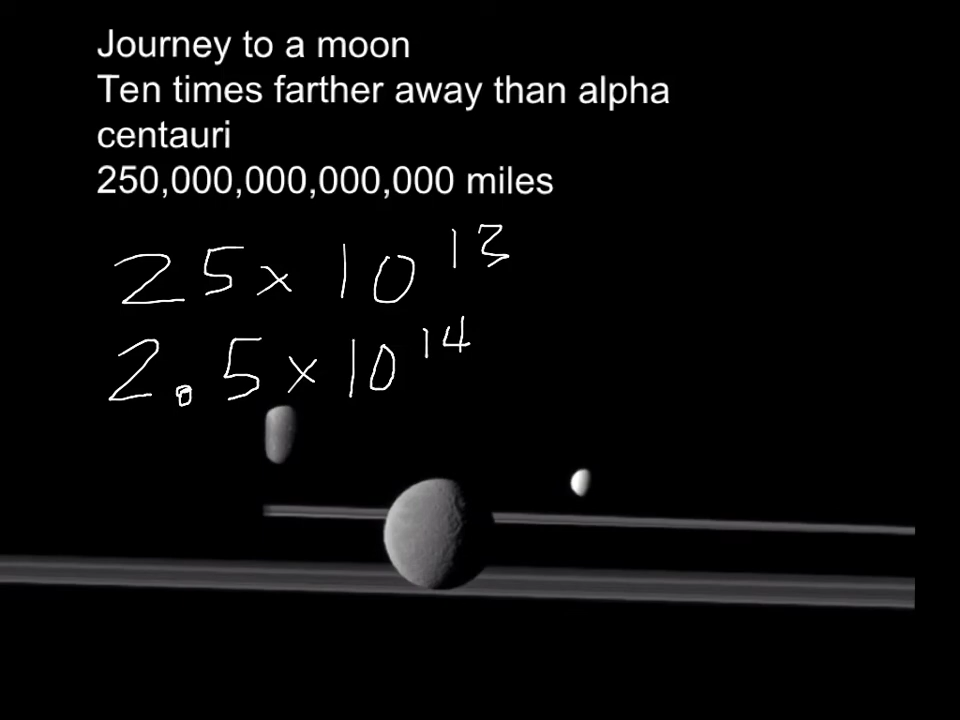 Journey to a moon
Ten times farther away than alpha
centauri
250,000,000,000,000 miles
25 x 10^13
2.5 x 10^14